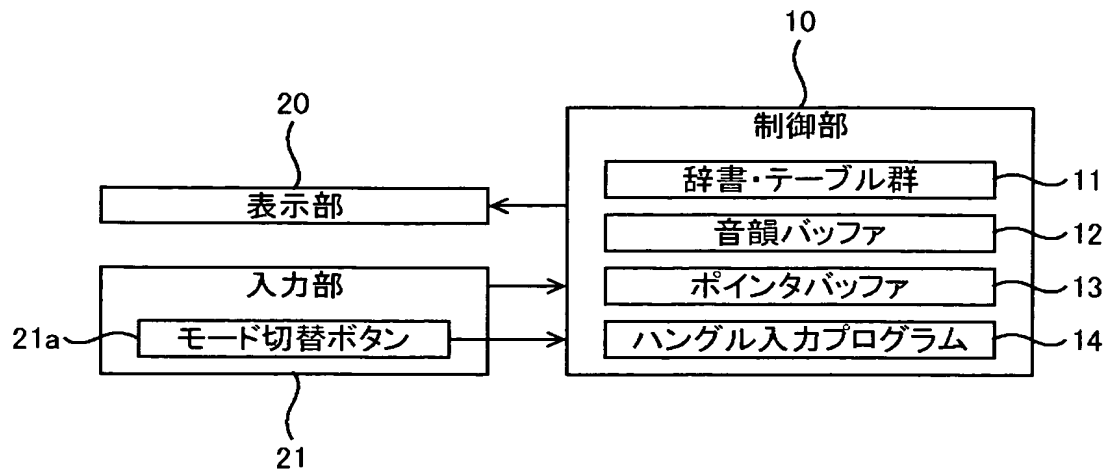 10
制御部
20
表示部
辞書・テーブル群
11
音韻バッファ
12
入力部
ポインタバッファ
13
21a
モード切替ボタン
ハングル入力プログラム
14
21